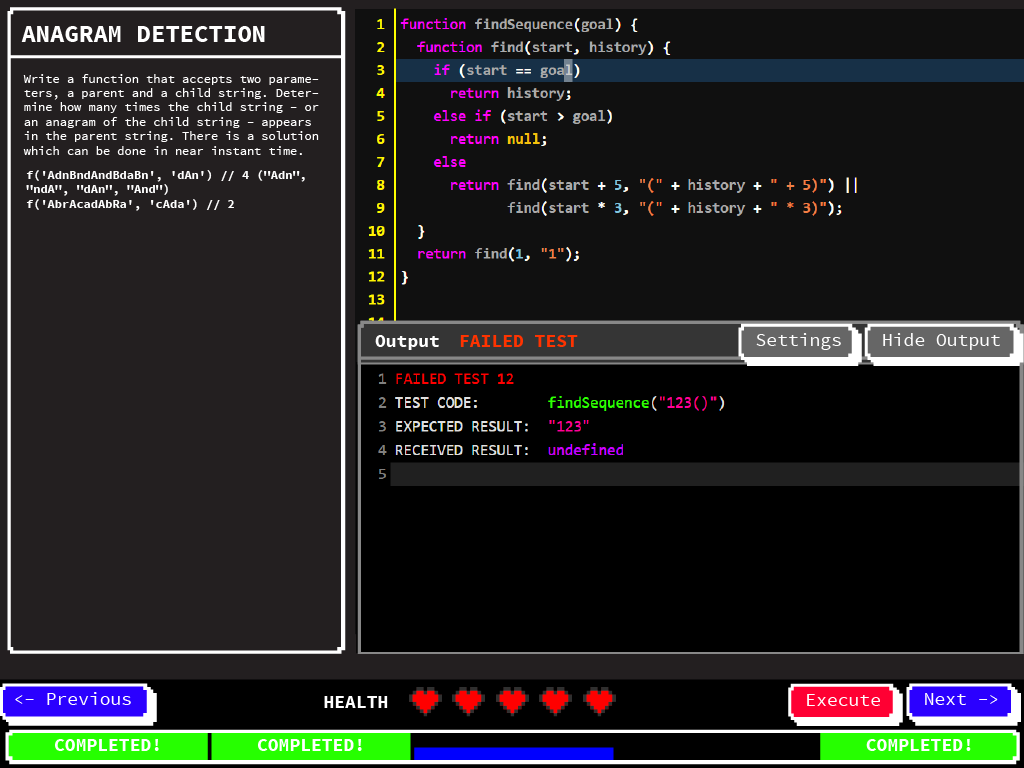 ANAGRAM DETECTION
Write a function that accepts two parame-
ters, a parent and a child string. Deter-
mine how many times the child string - or
an anagram of the child string - appears
in the parent string. There is a solution
which can be done in near instant time.
f('AdnBndAndBdaBn', 'dAn') // 4 ("Adn",
"ndA", "dAn", "And")
f('AbrAcadAbRa', 'cAda') // 2
1 function findSequence(goal) {
2 function find(start, history) {
3 if (start == goal)
4 return history;
5 else if (start > goal)
6 return null;
7 else
8 return find(start + 5, "(" + history + " + 5)") ||
9 find(start * 3, "(" + history + " * 3)");
10 }
11 return find(1, "1");
12 }
13
Output FAILED TEST Settings Hide Output
1 FAILED TEST 12
2 TEST CODE: findSequence("123()")
3 EXPECTED RESULT: "123"
4 RECEIVED RESULT: undefined
5
<- Previous HEALTH Execute Next ->
COMPLETED! COMPLETED! COMPLETED!